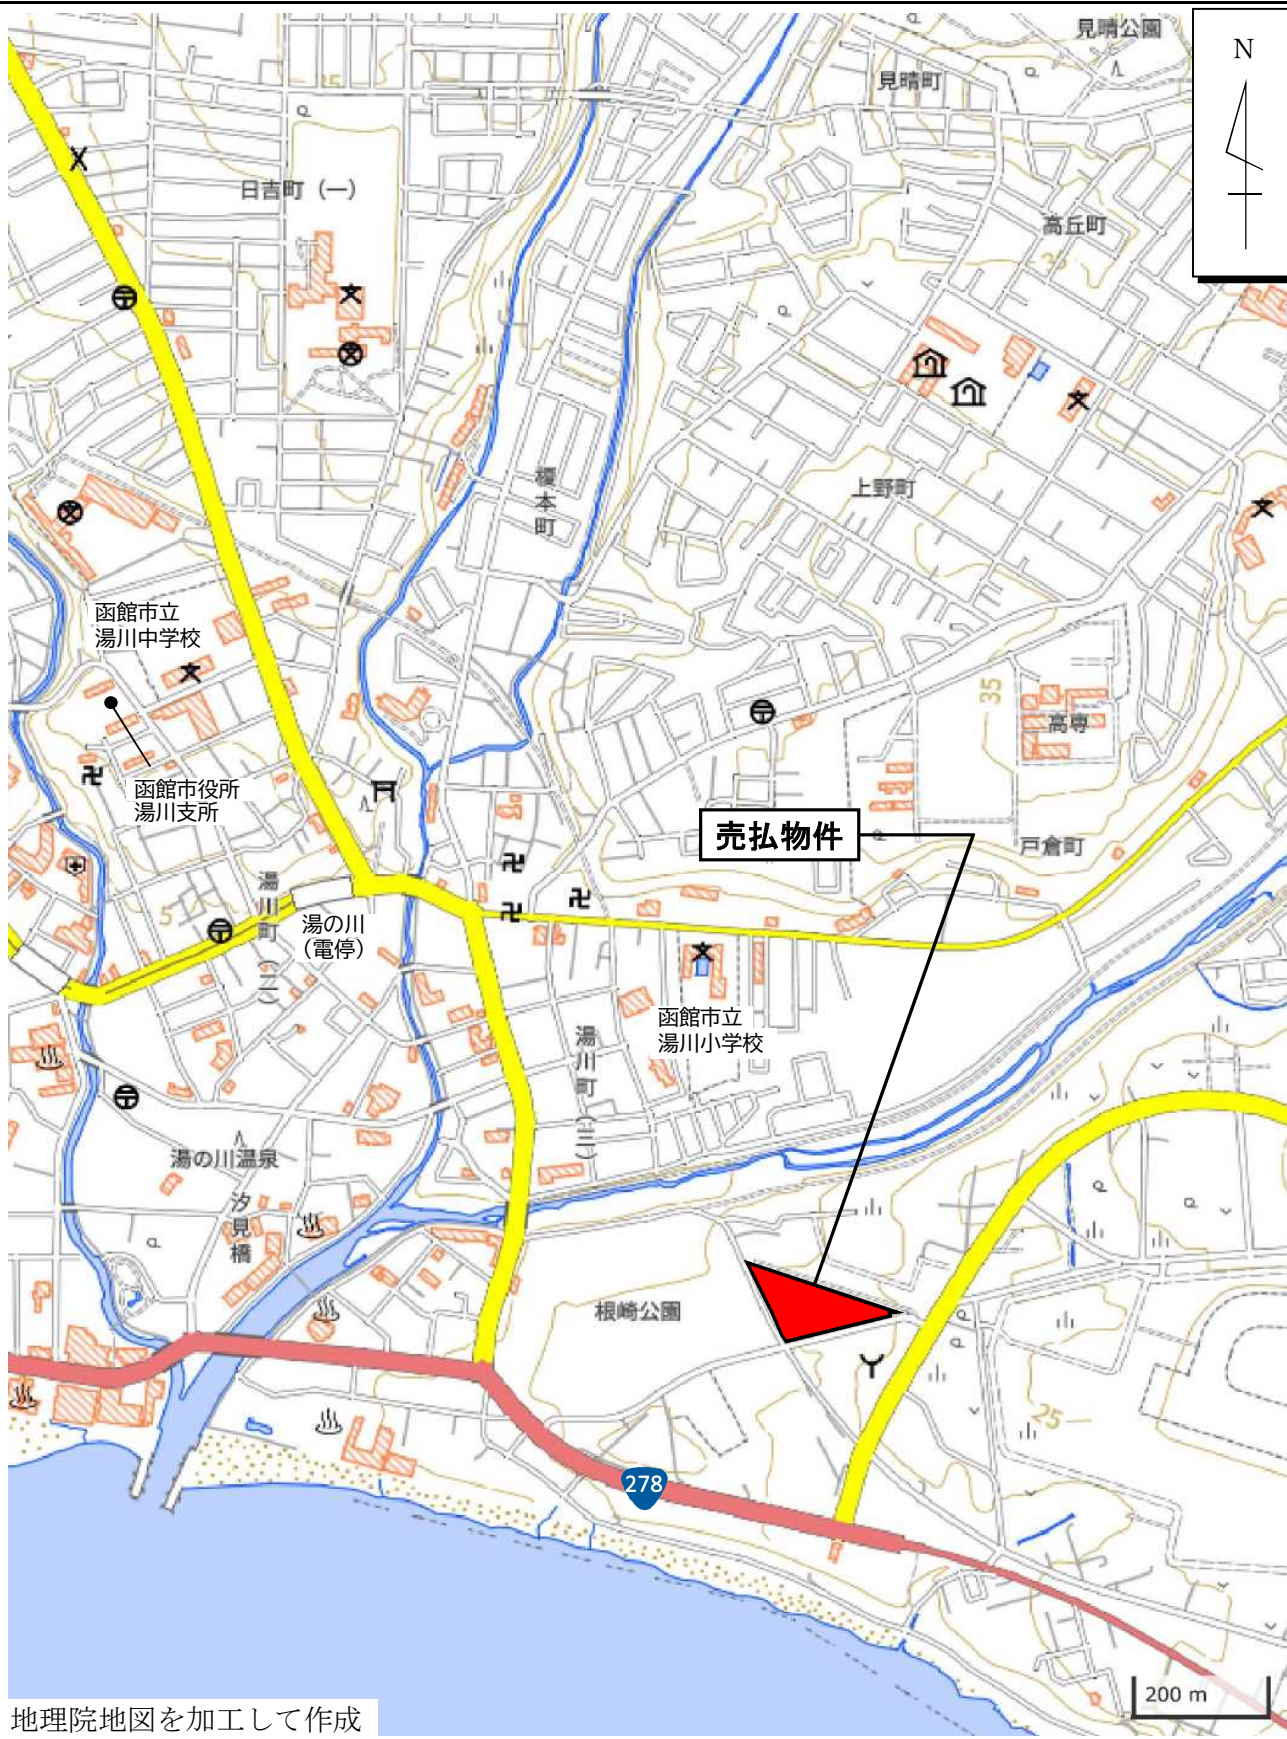 見晴公園
N
見晴町
35
日吉町(一)
高丘町
35
榎本町
上野町
函館市立
湯川中学校
35
高専
函館市役所
湯川支所
売払物件
戸倉町
湯川町(二)
5
湯の川
(電停)
函館市立
湯川小学校
湯川町(三)
湯の川温泉
汐見橋
根崎公園
25
278
200 m
地理院地図を加工して作成